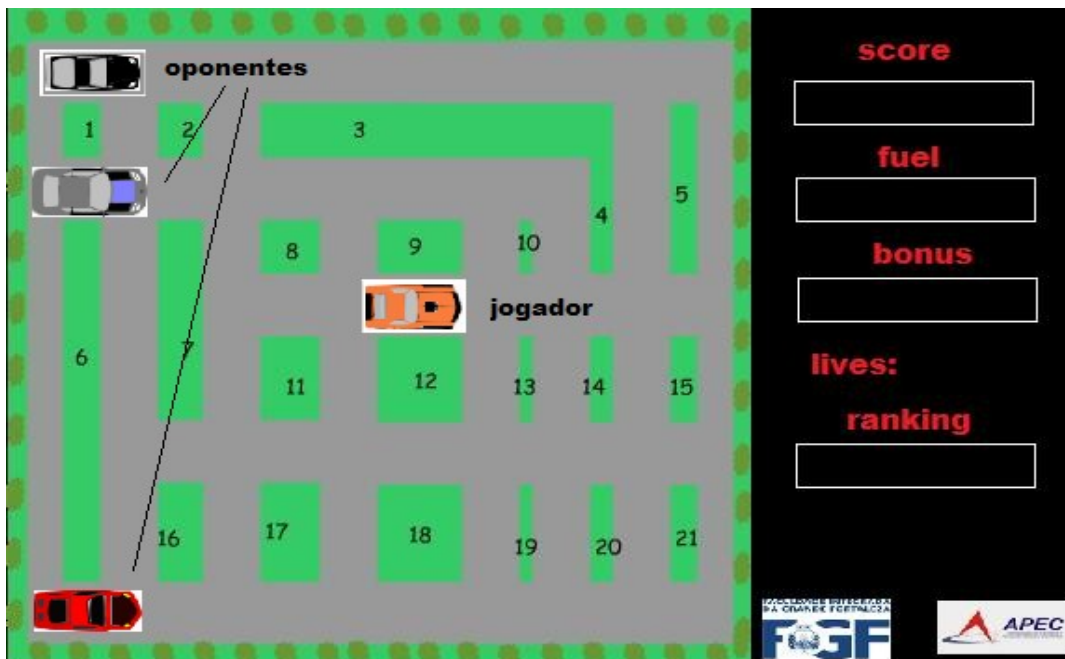 oponentes
1 2 3
5
4
8 9 10
jogador
6 7
11 12 13 14 15
16 17 18 19 20 21
score
fuel
bonus
lives:
ranking
FGF
APEC